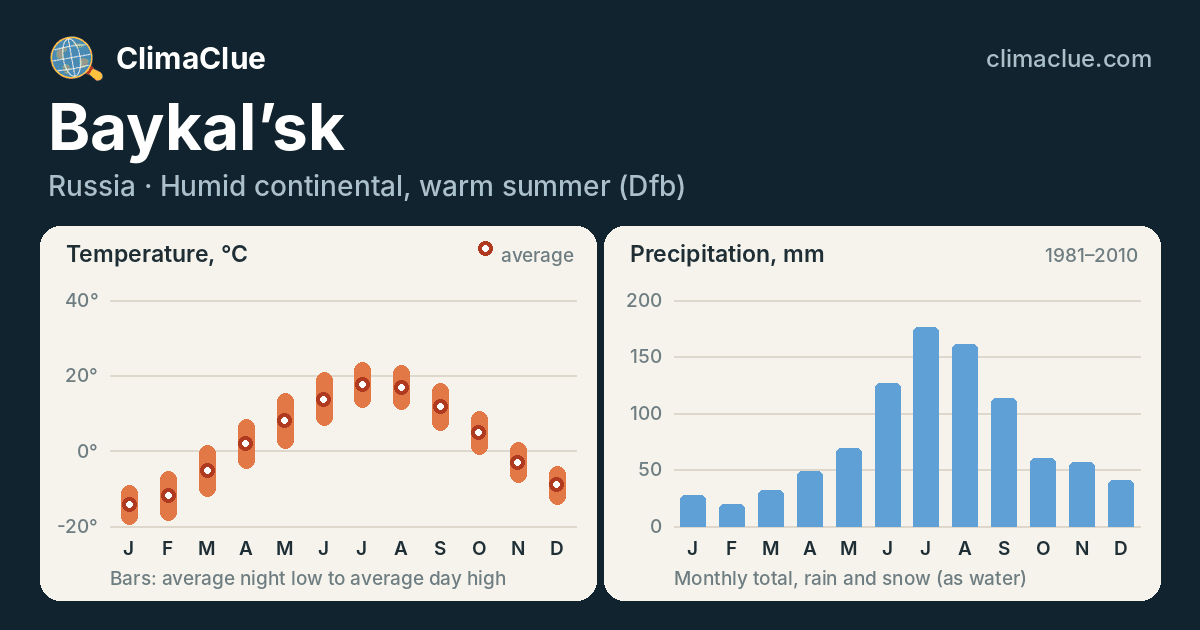 ClimaClue
climaclue.com
Baykal’sk
Russia · Humid continental, warm summer (Dfb)
Temperature, °C
average
40°
20°
0°
-20°
J F M A M J J A S O N D
Bars: average night low to average day high
Precipitation, mm
1981–2010
200
150
100
50
0
J F M A M J J A S O N D
Monthly total, rain and snow (as water)